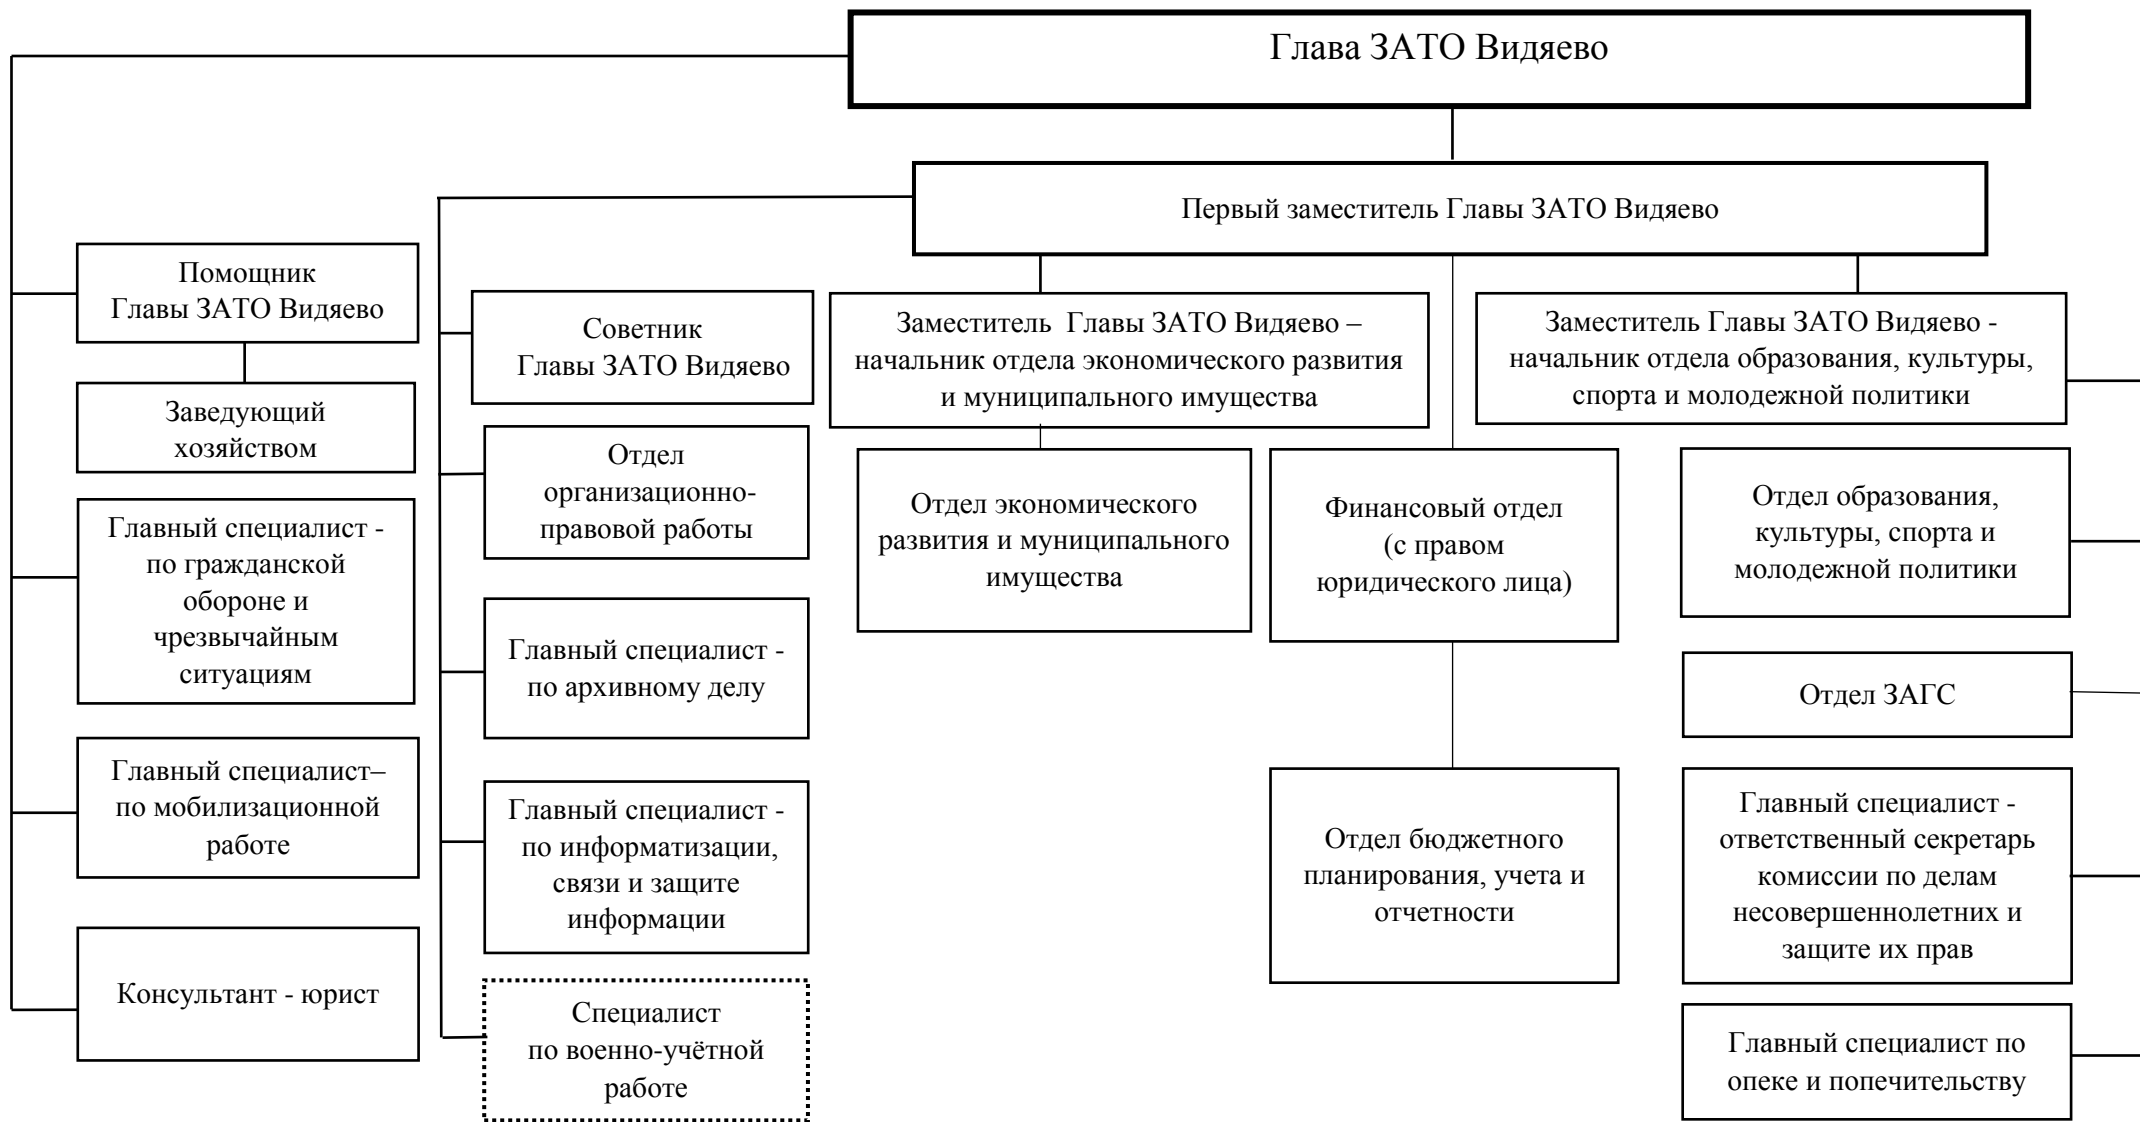 Глава ЗАТО Видяево
Первый заместитель Главы ЗАТО Видяево
Помощник
Главы ЗАТО Видяево
Заведующий
хозяйством
Главный специалист -
по гражданской
обороне и
чрезвычайным
ситуациям
Главный специалист–
по мобилизационной
работе
Консультант - юрист
Советник
Главы ЗАТО Видяево
Отдел
организационно-
правовой работы
Главный специалист -
по архивному делу
Главный специалист -
по информатизации,
связи и защите
информации
Специалист
по военно-учётной
работе
Заместитель Главы ЗАТО Видяево –
начальник отдела экономического развития
и муниципального имущества
Отдел экономического
развития и муниципального
имущества
Финансовый отдел
(с правом
юридического лица)
Отдел бюджетного
планирования, учета и
отчетности
Заместитель Главы ЗАТО Видяево -
начальник отдела образования, культуры,
спорта и молодежной политики
Отдел образования,
культуры, спорта и
молодежной политики
Отдел ЗАГС
Главный специалист -
ответственный секретарь
комиссии по делам
несовершеннолетних и
защите их прав
Главный специалист по
опеке и попечительству